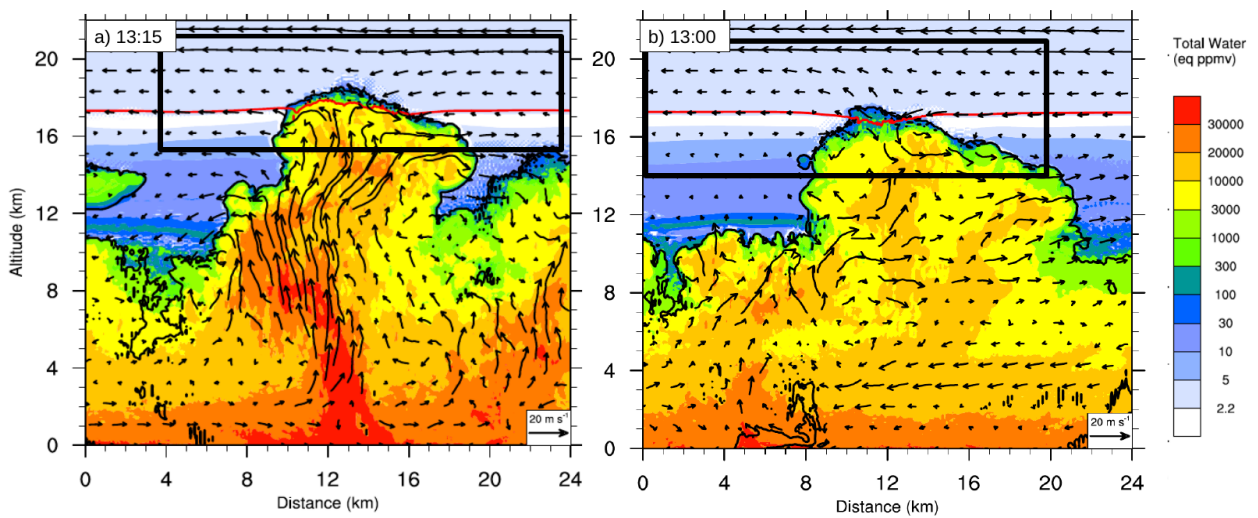 a) 13:15
b) 13:00
Total Water
(eq ppmv)
Altitude (km)
20
16
12
8
4
0
20
16
12
8
4
0
30000
20000
10000
3000
1000
300
100
30
10
5
2.2
20 m s⁻¹
20 m s⁻¹
0 4 8 12 16 20 24
0 4 8 12 16 20 24
Distance (km)
Distance (km)